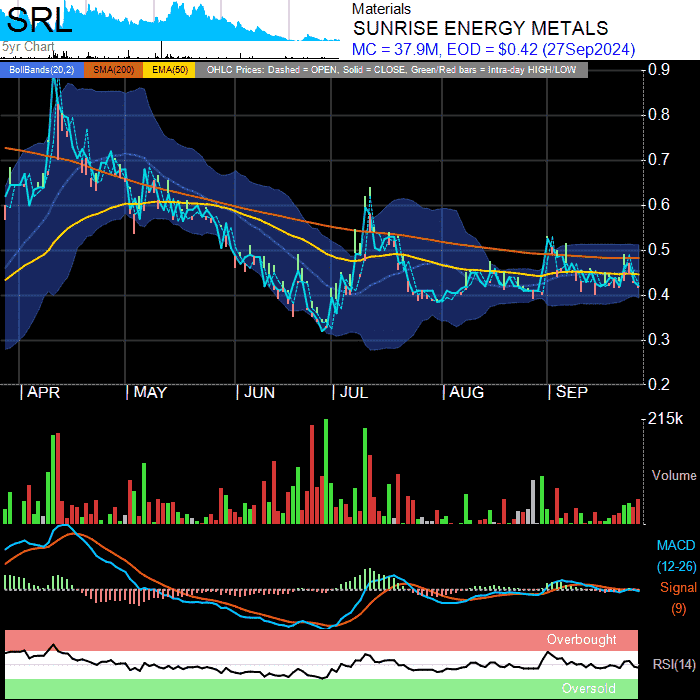 SRL
5yr Chart
Materials
SUNRISE ENERGY METALS
MC = 37.9M, EOD = $0.42 (27Sep2024)
BollBands(20,2) SMA(200) EMA(50) OHLC Prices: Dashed = OPEN, Solid = CLOSE, Green/Red bars = Intra-day HIGH/LOW
0.9
0.8
0.7
0.6
0.5
0.4
0.3
0.2
APR MAY JUN JUL AUG SEP
215k
Volume
MACD
(12-26)
Signal
(9)
Overbought
RSI(14)
Oversold